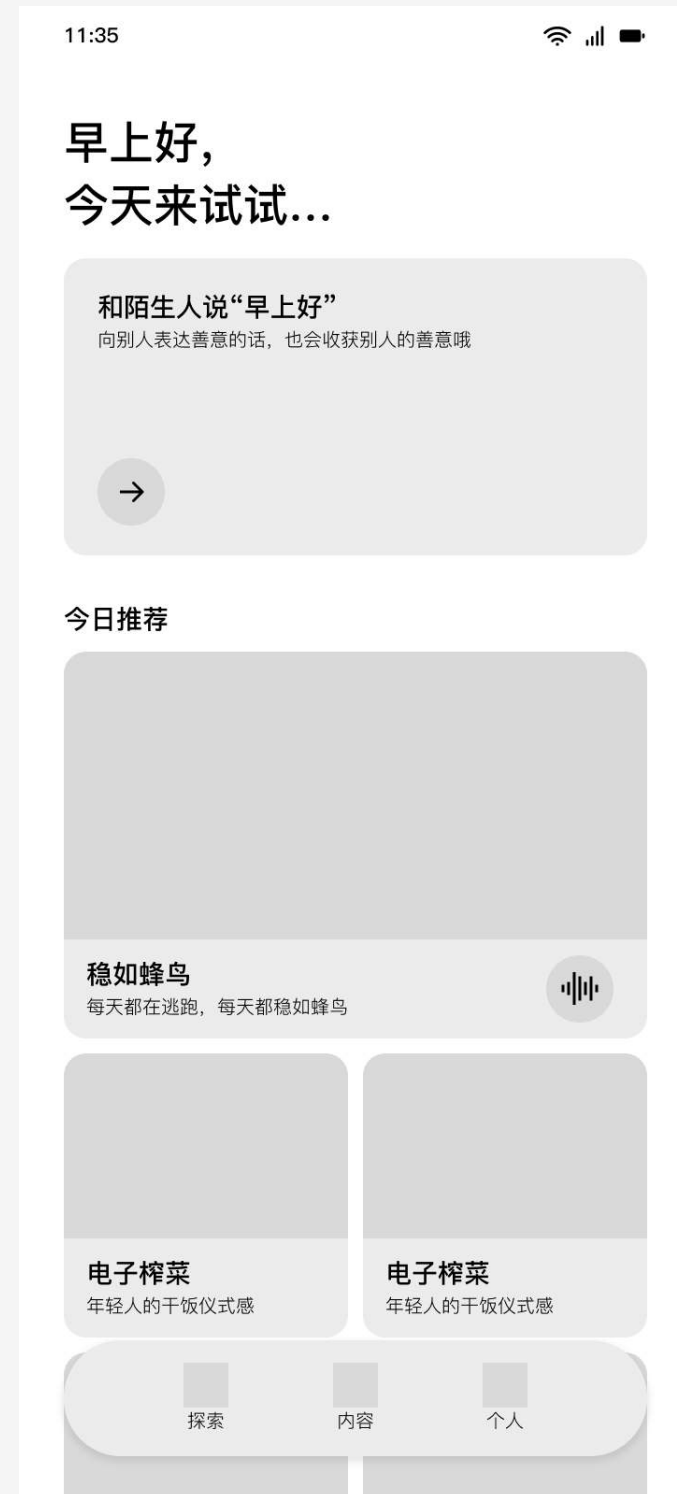 11:35
早上好，
今天来试试...
和陌生人说“早上好”
向别人表达善意的话，也会收获别人的善意哦
今日推荐
稳如蜂鸟
每天都在逃跑，每天都稳如蜂鸟
电子榨菜
年轻人的干饭仪式感
电子榨菜
年轻人的干饭仪式感
探索
内容
个人